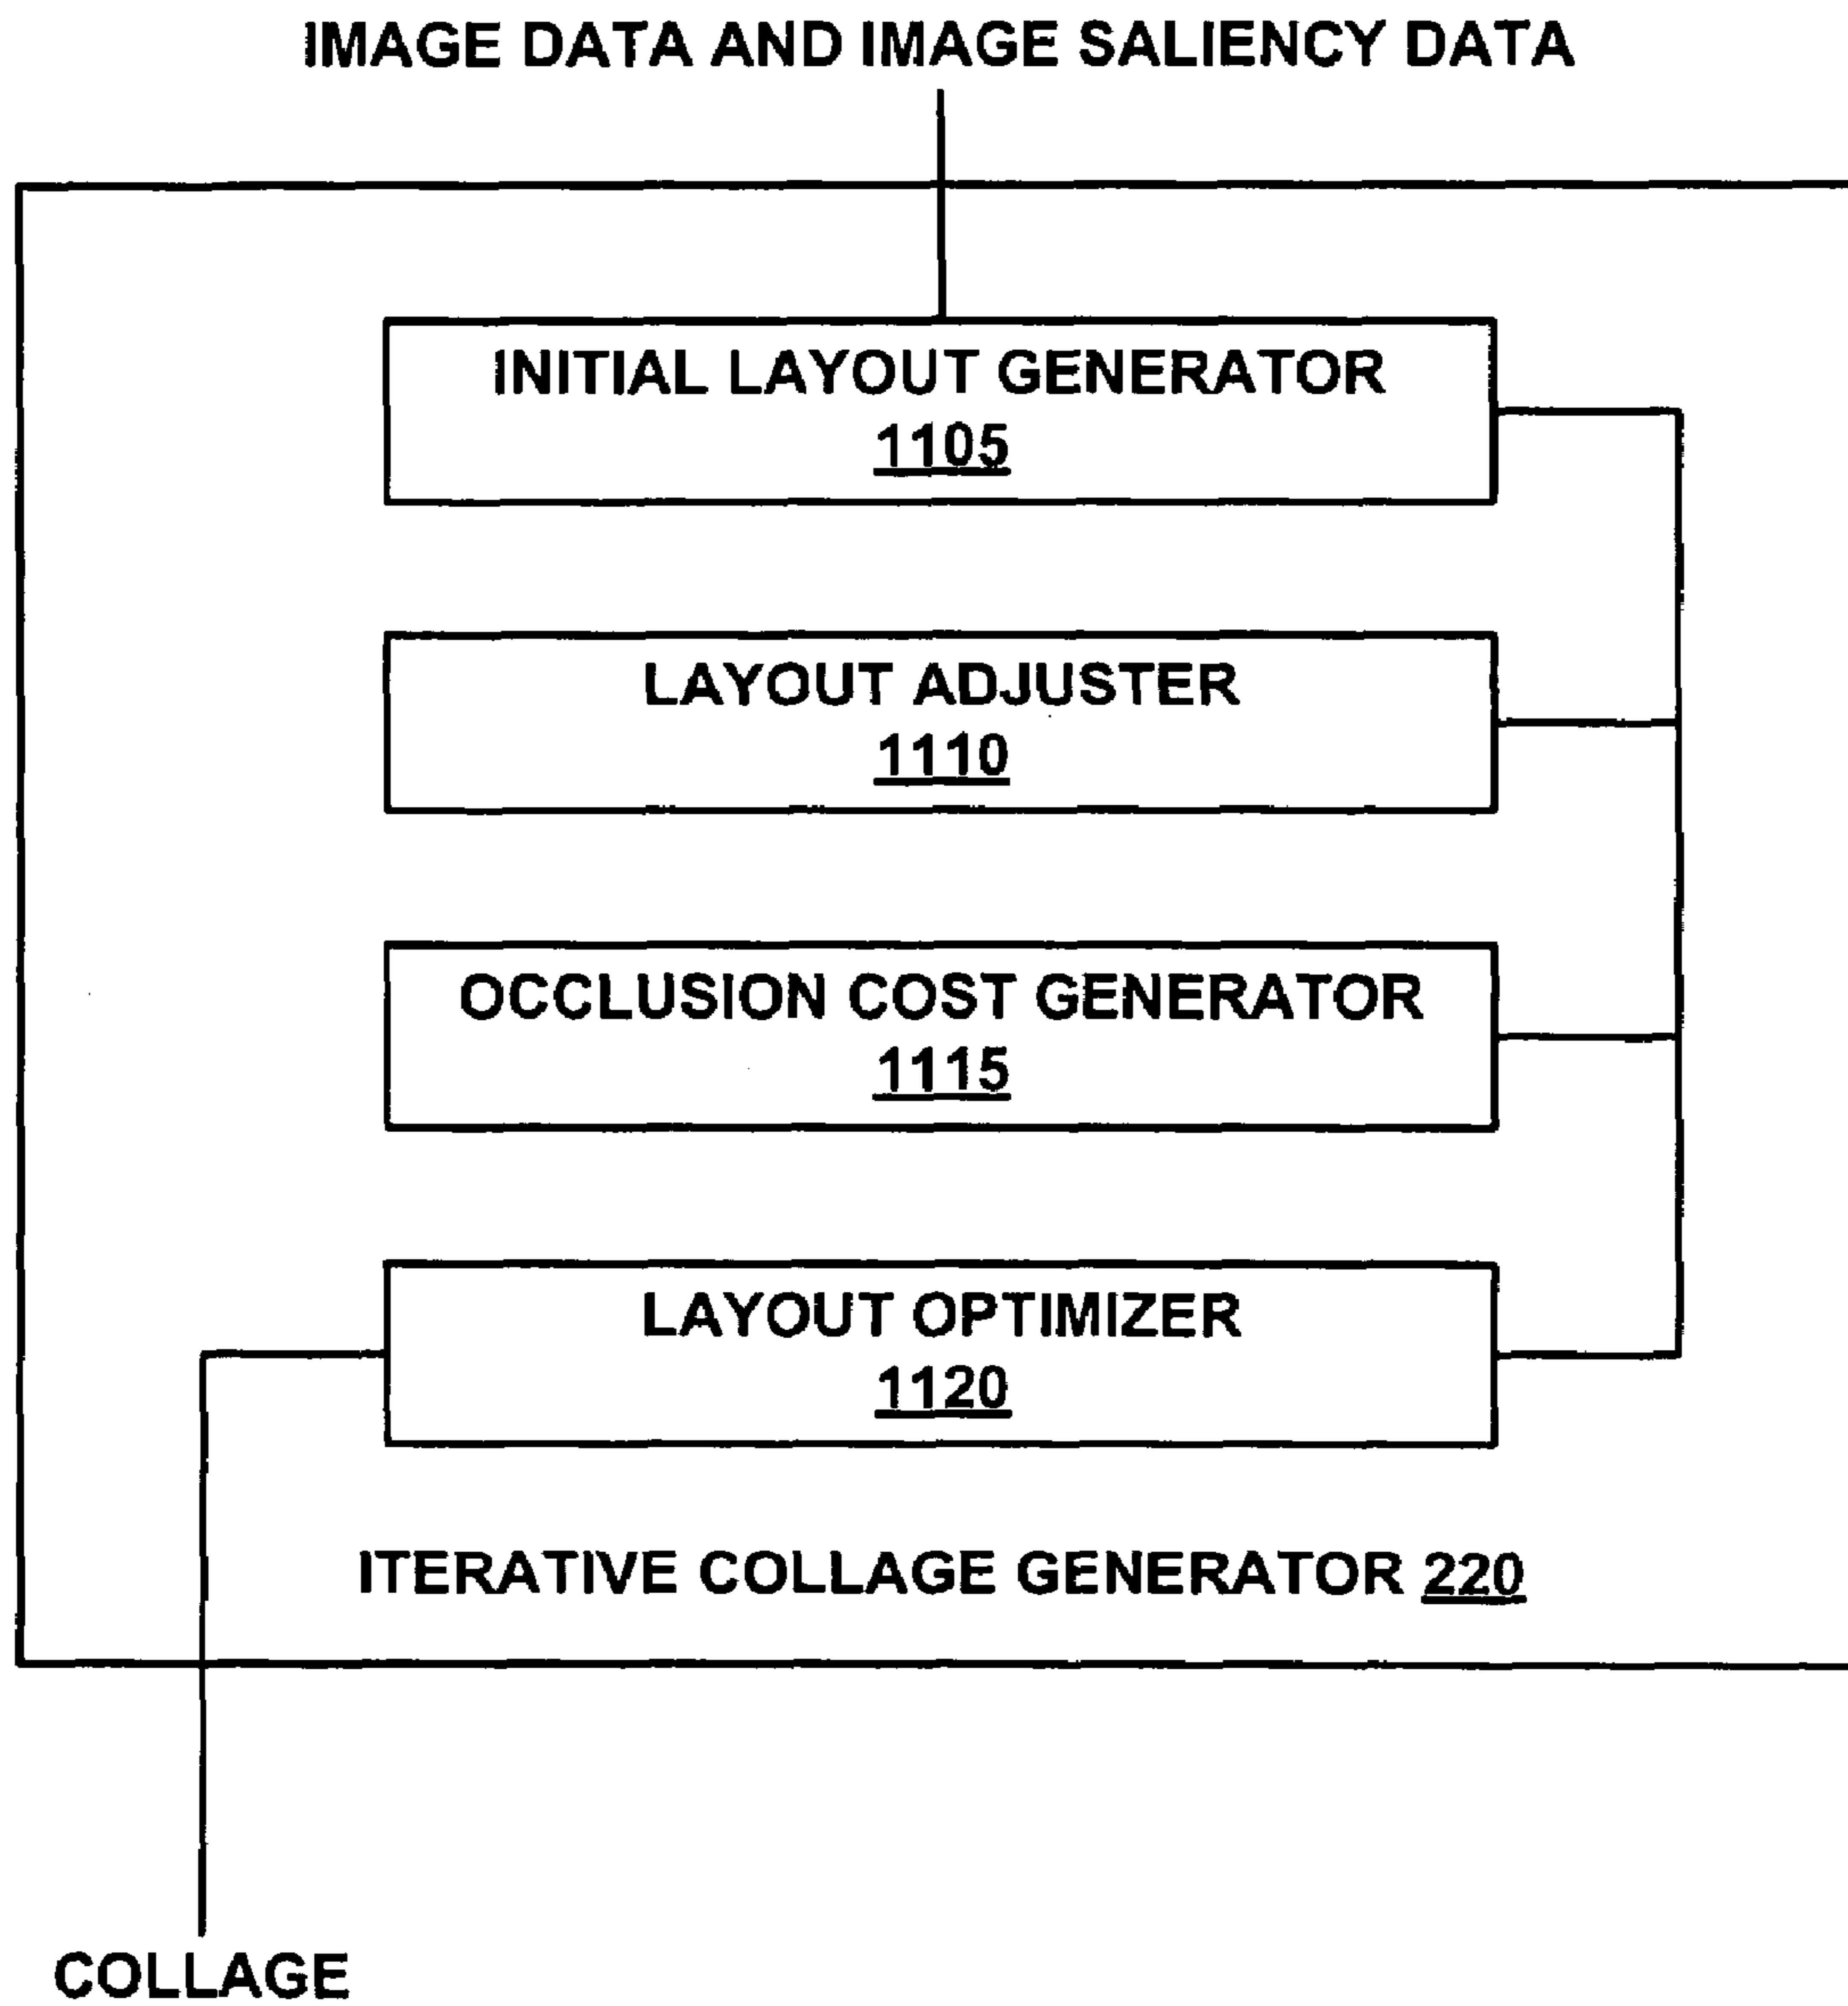 IMAGE DATA AND IMAGE SALIENCY DATA
INITIAL LAYOUT GENERATOR
1105
LAYOUT ADJUSTER
1110
OCCLUSION COST GENERATOR
1115
LAYOUT OPTIMIZER
1120
ITERATIVE COLLAGE GENERATOR 220
COLLAGE